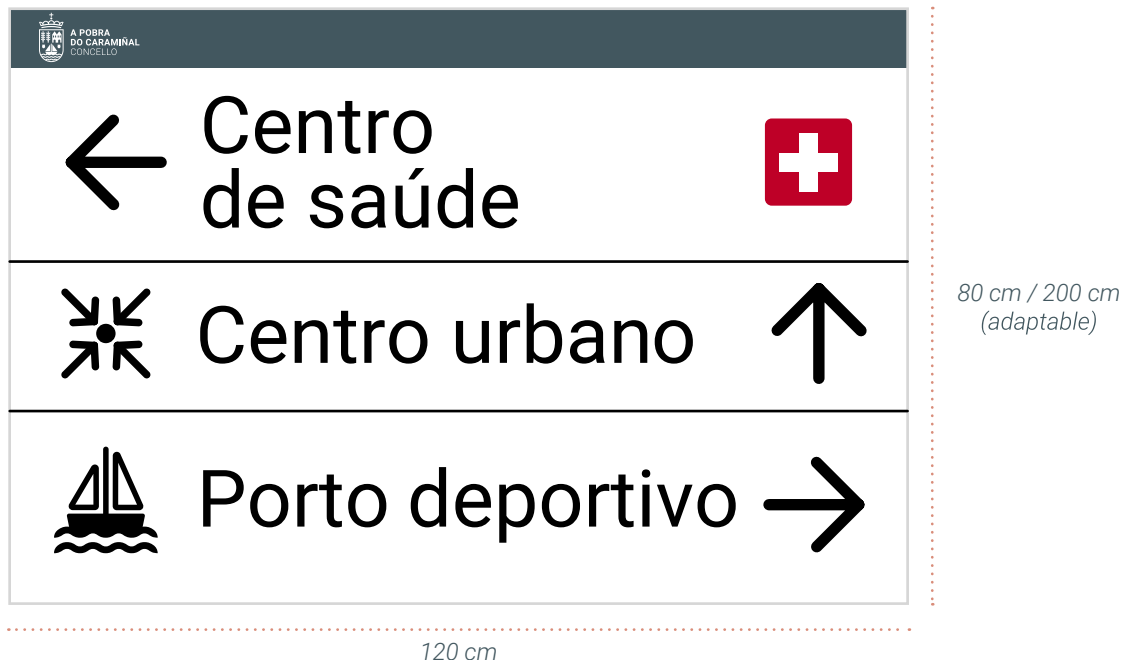 A POBRA
DO CARAMIÑAL
CONCELLO
Centro
de saúde
Centro urbano
Porto deportivo
80 cm / 200 cm
(adaptable)
120 cm